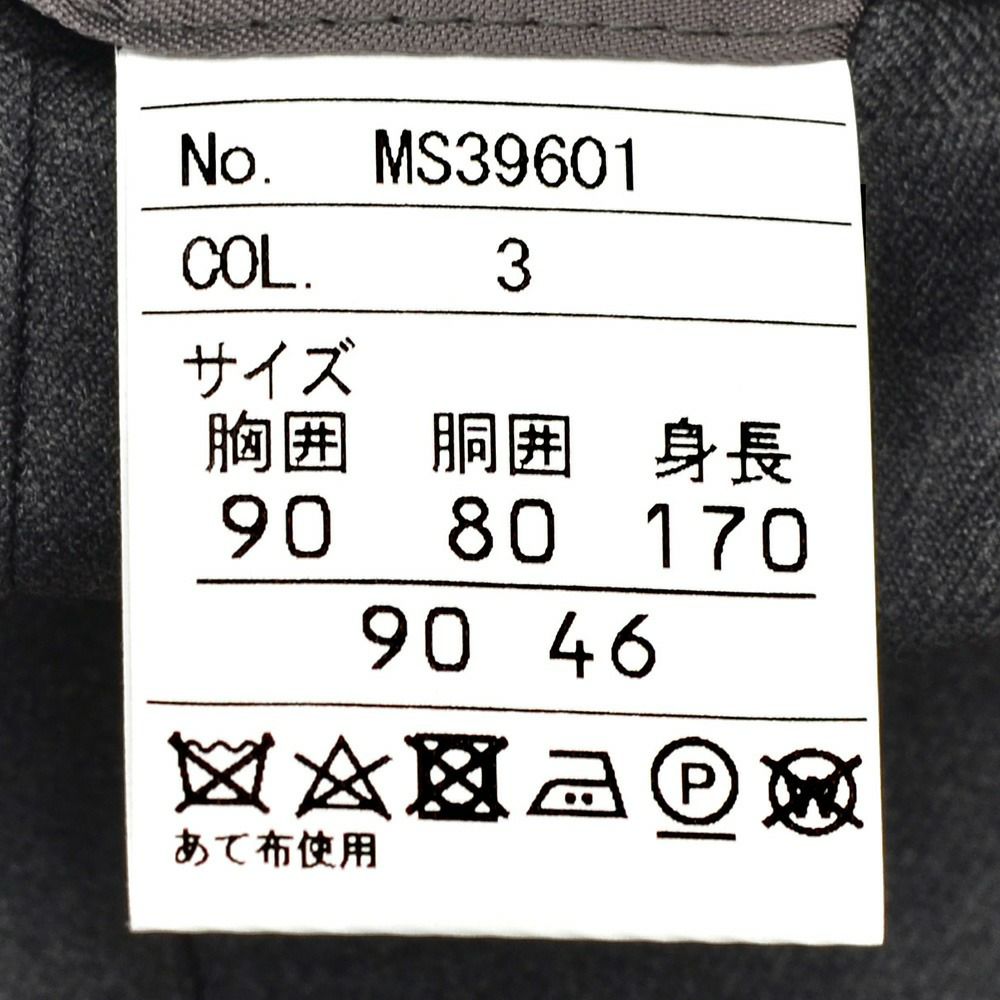 No. MS39601
COL. 3
サイズ
胸囲 胴囲 身長
90 80 170
90 46
P W
あて布使用